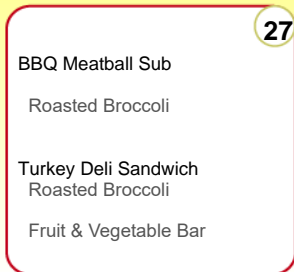 27
BBQ Meatball Sub
Roasted Broccoli
Turkey Deli Sandwich
Roasted Broccoli
Fruit & Vegetable Bar